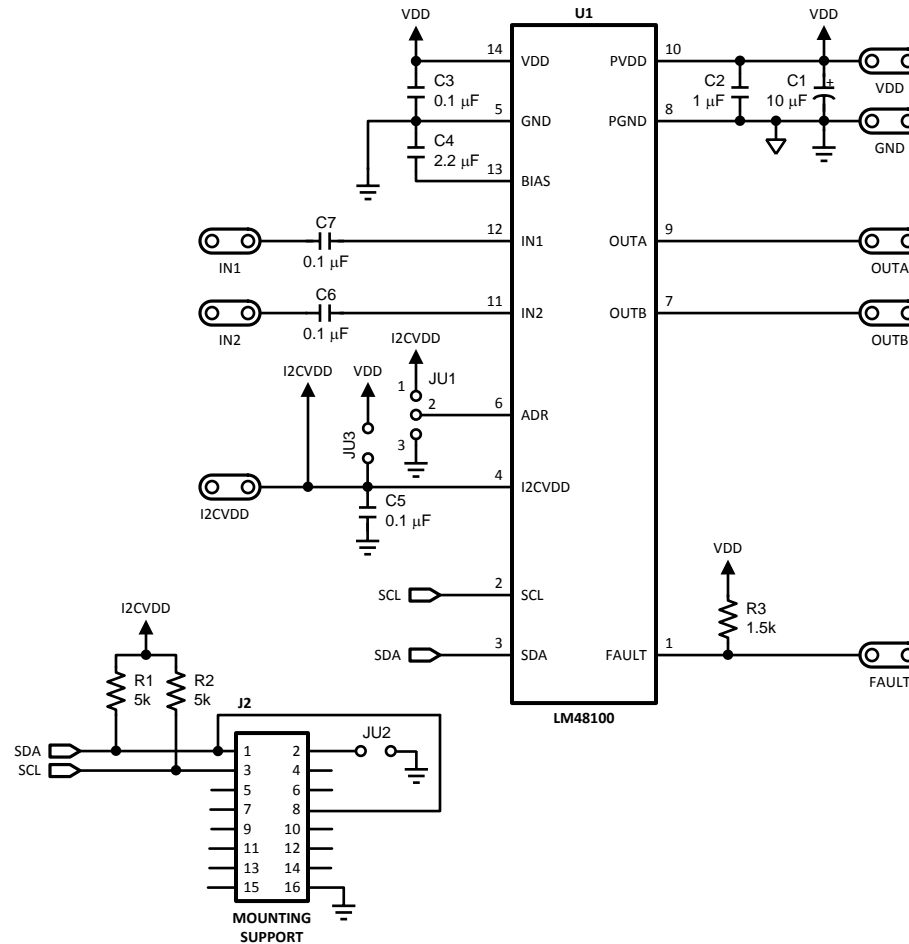 U1
VDD
VDD
14
VDD
PVDD
10
C3
0.1 µF
C2
1 µF
C1
10 µF
+
VDD
5
GND
PGND
8
GND
C4
2.2 µF
13
BIAS
C7
0.1 µF
12
IN1
OUTA
9
IN1
OUTA
C6
0.1 µF
11
IN2
OUTB
7
IN2
OUTB
I2CVDD
I2CVDD
VDD
JU1
1
2
3
6
ADR
JU3
4
I2CVDD
I2CVDD
C5
0.1 µF
VDD
SCL
2
SCL
R3
1.5k
SDA
3
SDA
FAULT
1
FAULT
LM48100
I2CVDD
R1
5k
R2
5k
J2
JU2
SDA
1
2
SCL
3
4
5
6
7
8
9
10
11
12
13
14
15
16
MOUNTING
SUPPORT